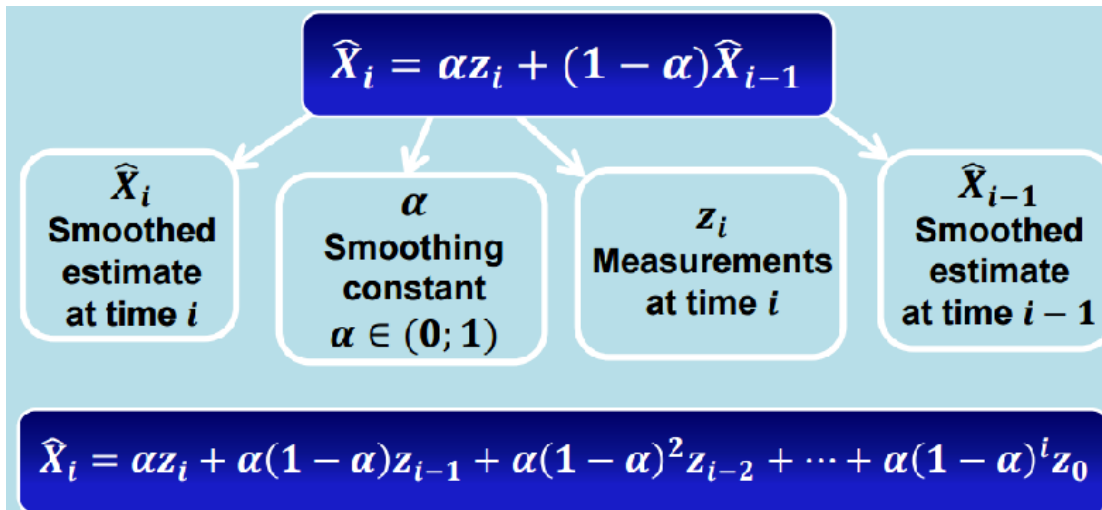 X̂ᵢ = αzᵢ + (1 − α)X̂ᵢ₋₁
X̂ᵢ
Smoothed
estimate
at time i
α
Smoothing
constant
α ∈ (0; 1)
zᵢ
Measurements
at time i
X̂ᵢ₋₁
Smoothed
estimate
at time i − 1
X̂ᵢ = αzᵢ + α(1 − α)zᵢ₋₁ + α(1 − α)²zᵢ₋₂ + ⋯ + α(1 − α)ⁱz₀